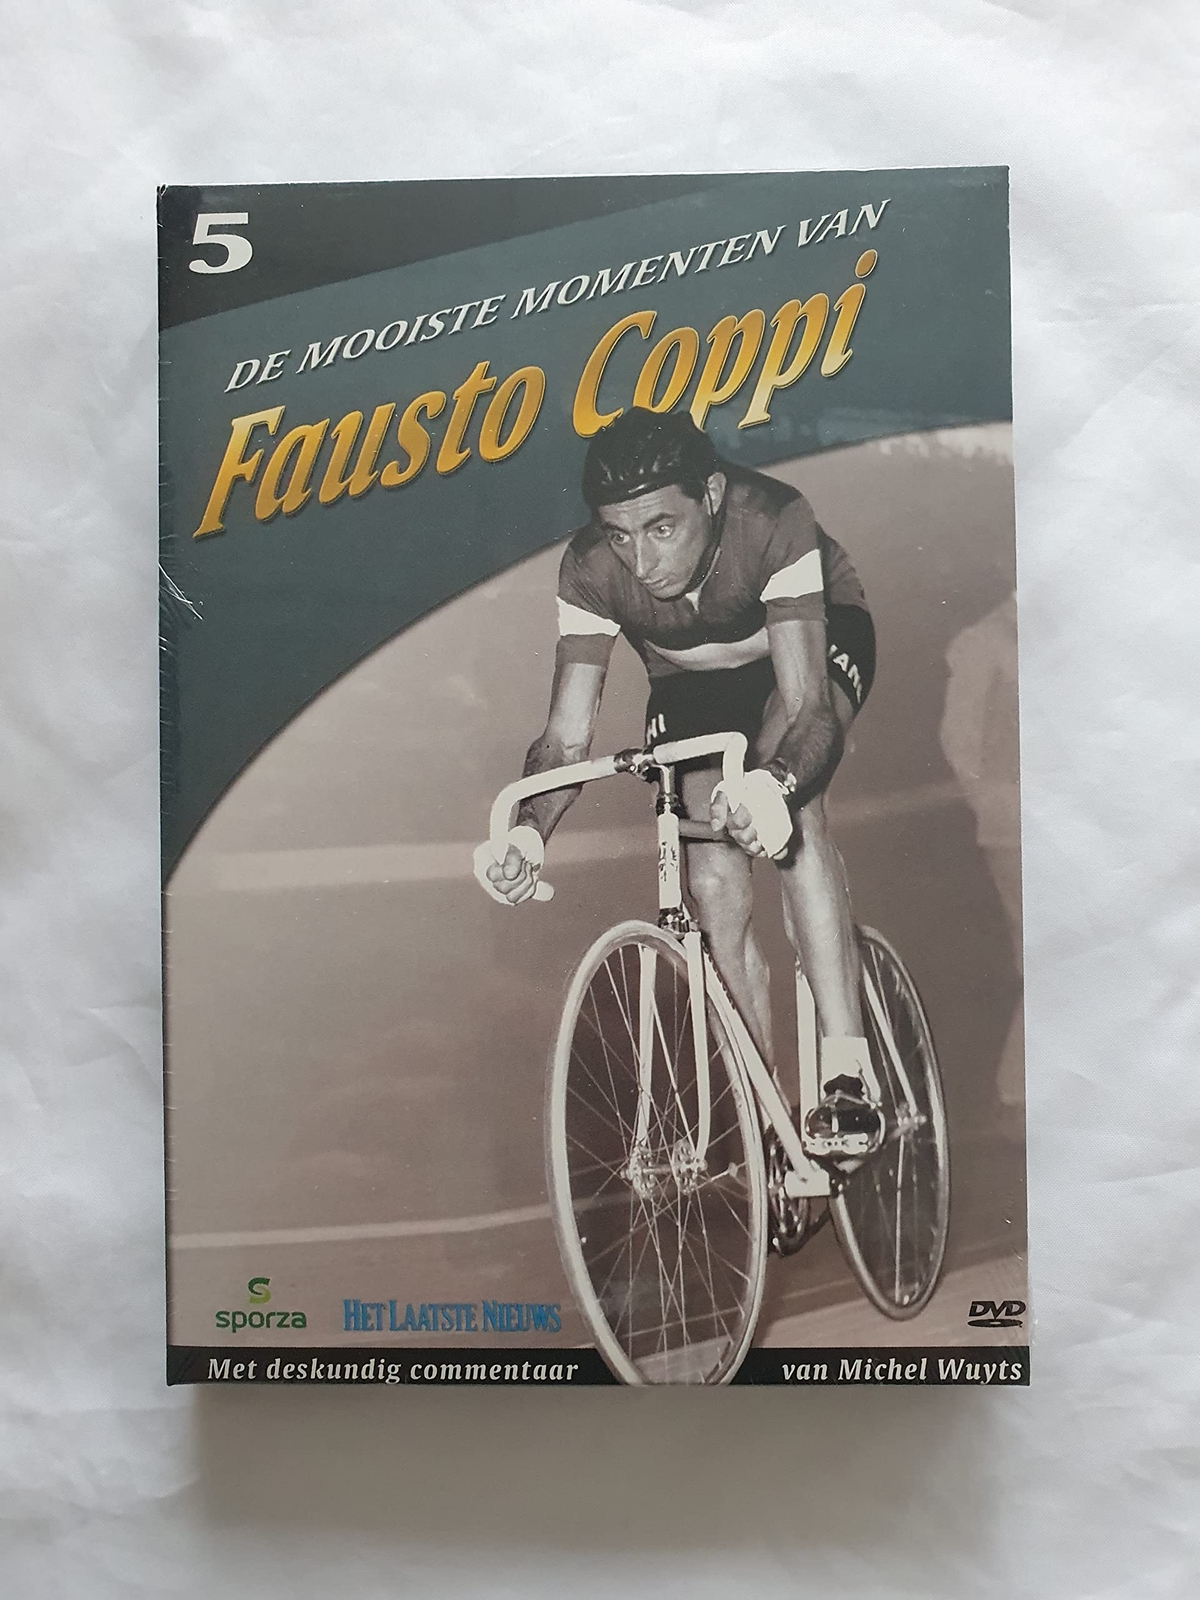 5
DE MOOISTE MOMENTEN VAN
Fausto Coppi
sporza
HET LAATSTE NIEUWS
DVD
Met deskundig commentaar van Michel Wuyts